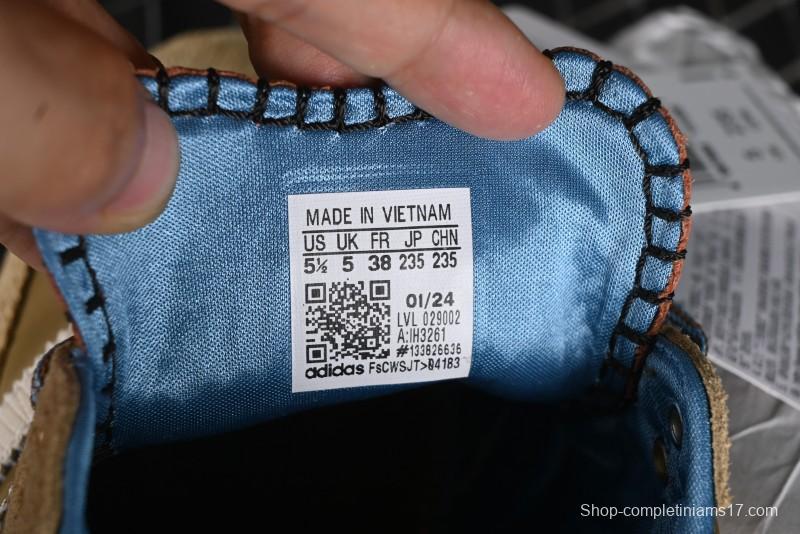 MADE IN VIETNAM
US UK FR JP CHN
5½ 5 38 235 235
01/24
LVL 029002
A:IH3261
#133826636
adidas FsCWSJT>04183
Shop-completiniams17.com